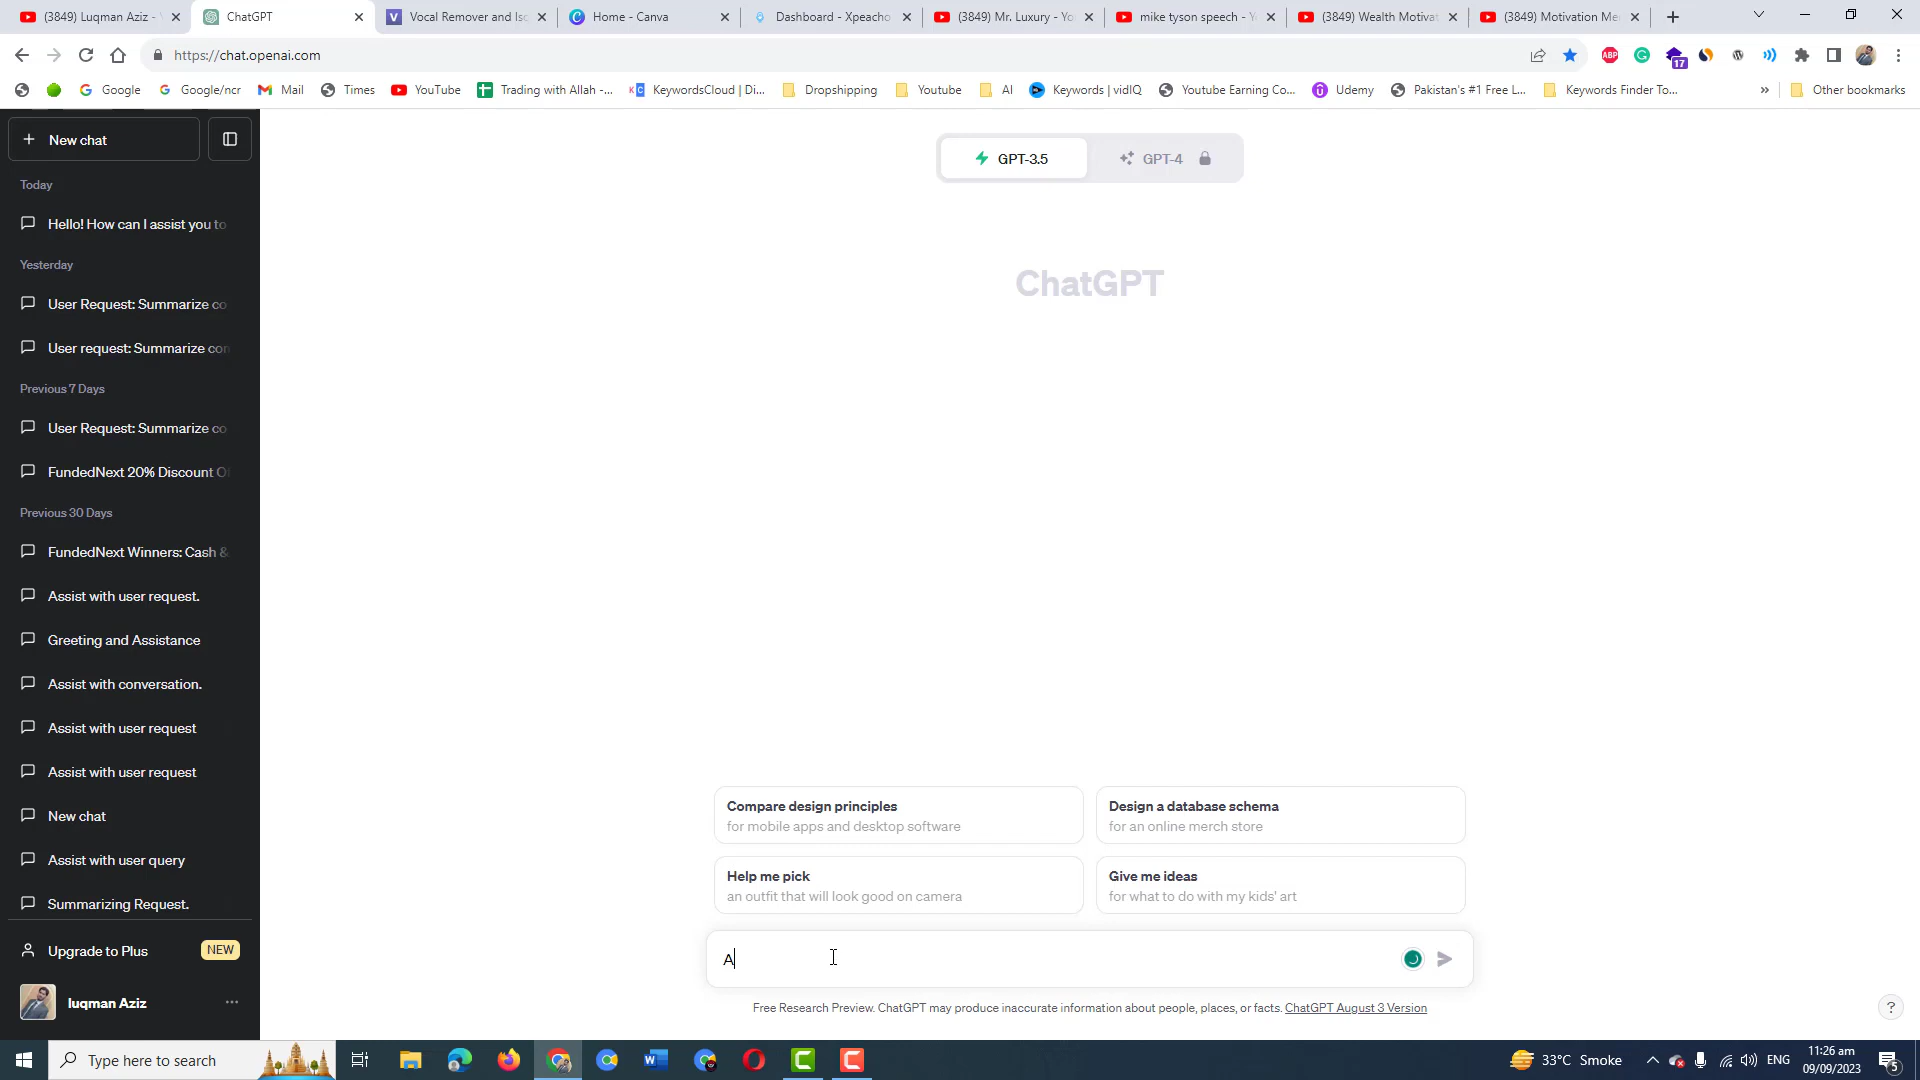 (3849) Luqman Aziz -
ChatGPT
Vocal Remover and Iso
Home - Canva
Dashboard - Xpeacho
(3849) Mr. Luxury - Yo
mike tyson speech - Y
(3849) Wealth Motivat
(3849) Motivation Me
https://chat.openai.com
ABP
17
Google
Google/ncr
Mail
Times
YouTube
Trading with Allah -...
KeywordsCloud | Di...
Dropshipping
Youtube
AI
Keywords | vidIQ
Youtube Earning Co...
Udemy
Pakistan's #1 Free L...
Keywords Finder To...
Other bookmarks
New chat
Today
Hello! How can I assist you to
Yesterday
User Request: Summarize co
User request: Summarize con
Previous 7 Days
User Request: Summarize co
FundedNext 20% Discount O
Previous 30 Days
FundedNext Winners: Cash &
Assist with user request.
Greeting and Assistance
Assist with conversation.
Assist with user request
Assist with user request
New chat
Assist with user query
Summarizing Request.
Upgrade to Plus
NEW
luqman Aziz
GPT-3.5
GPT-4
ChatGPT
Compare design principles
for mobile apps and desktop software
Design a database schema
for an online merch store
Help me pick
an outfit that will look good on camera
Give me ideas
for what to do with my kids' art
A
Free Research Preview. ChatGPT may produce inaccurate information about people, places, or facts. ChatGPT August 3 Version
?
Type here to search
33°C Smoke
ENG
11:26 am
09/09/2023
5